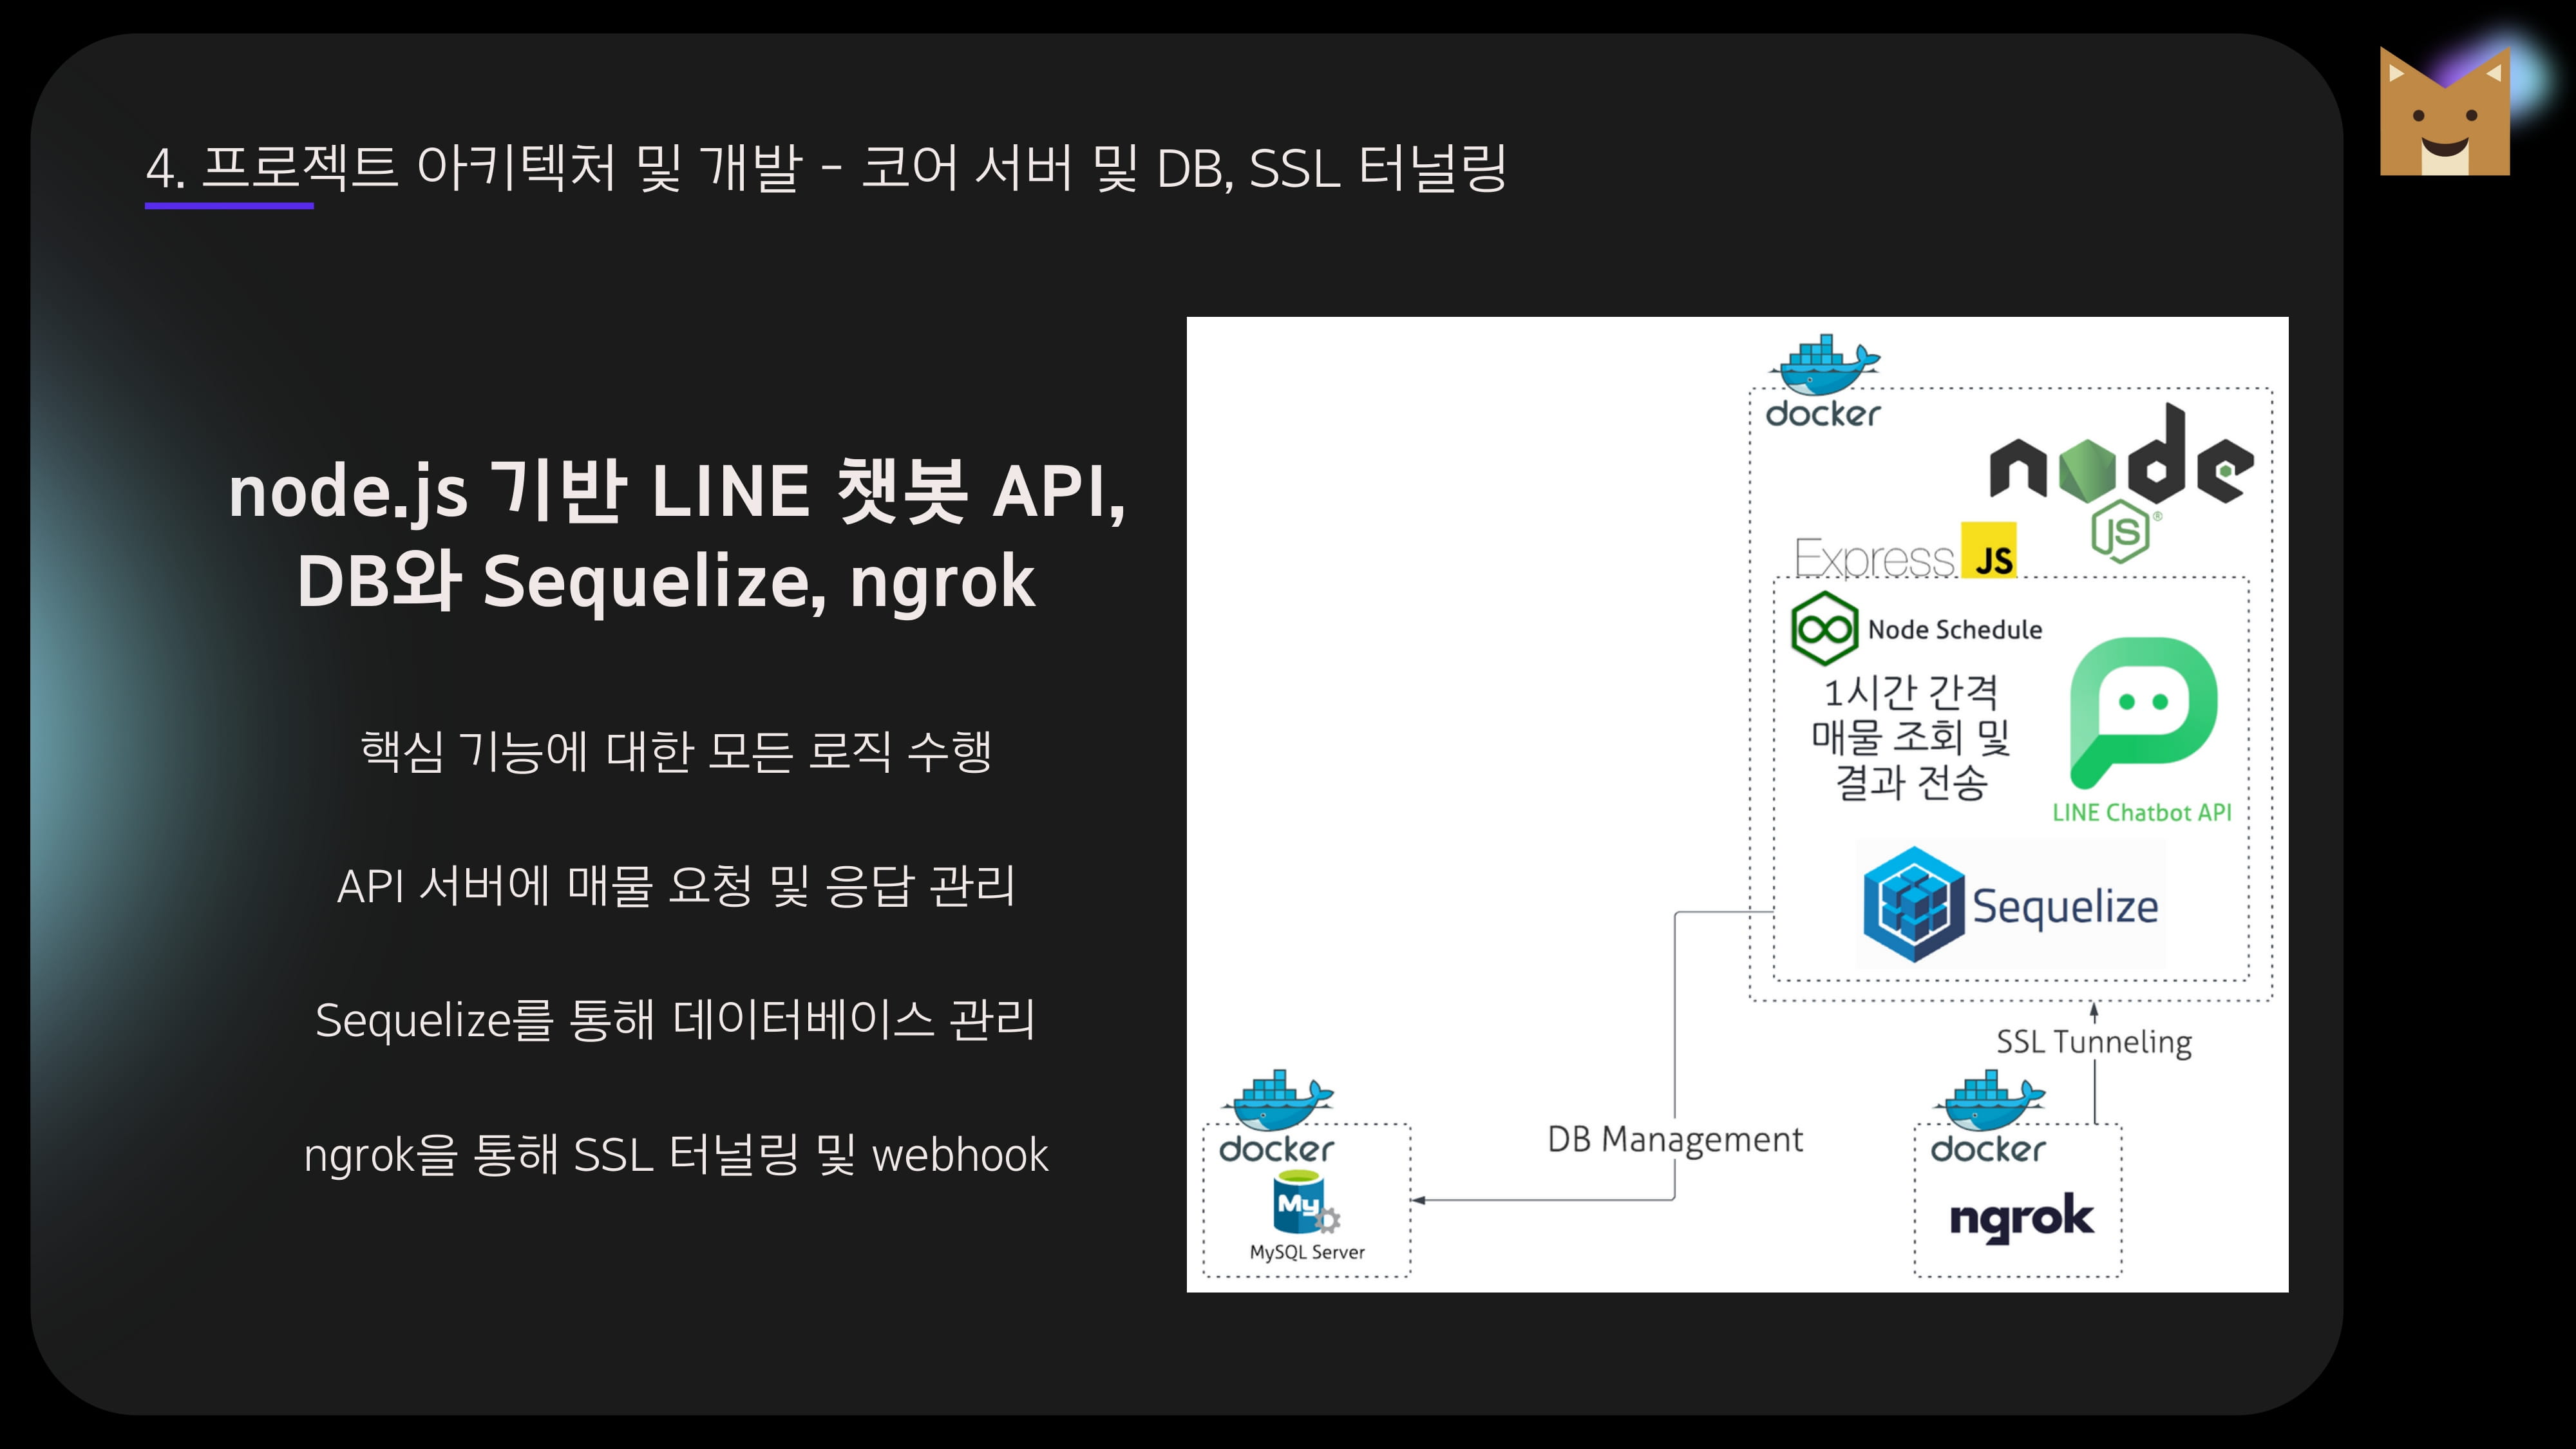 4. 프로젝트 아키텍처 및 개발 - 코어 서버 및 DB, SSL 터널링
node.js 기반 LINE 챗봇 API,
DB와 Sequelize, ngrok
핵심 기능에 대한 모든 로직 수행
API 서버에 매물 요청 및 응답 관리
Sequelize를 통해 데이터베이스 관리
ngrok을 통해 SSL 터널링 및 webhook
docker
node
JS®
Express JS
Node Schedule
1시간 간격
매물 조회 및
결과 전송
LINE Chatbot API
Sequelize
SSL Tunneling
DB Management
docker
My
MySQL Server
docker
ngrok